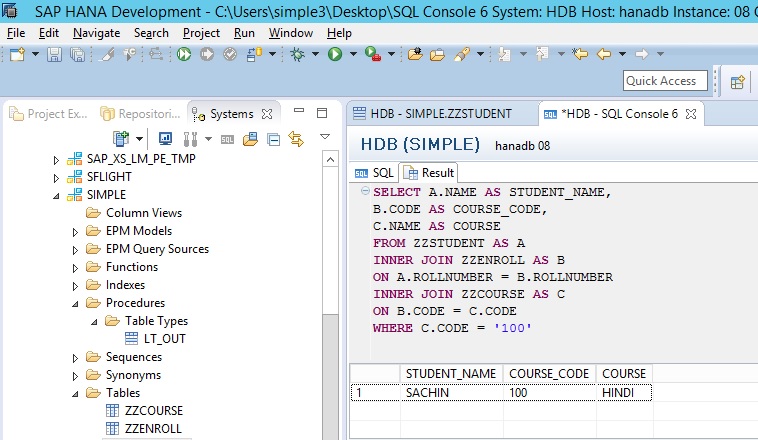 SAP HANA Development - C:\Users\simple3\Desktop\SQL Console 6 System: HDB Host: hanadb Instance: 08
File Edit Navigate Search Project Run Window Help
Quick Access
Project Ex... Repositori... Systems
HDB - SIMPLE.ZZSTUDENT *HDB - SQL Console 6
HDB (SIMPLE) hanadb 08
SQL Result
SAP_XS_LM_PE_TMP
SFLIGHT
SIMPLE
Column Views
EPM Models
EPM Query Sources
Functions
Indexes
Procedures
Table Types
LT_OUT
Sequences
Synonyms
Tables
ZZCOURSE
ZZENROLL
SELECT A.NAME AS STUDENT_NAME,
B.CODE AS COURSE_CODE,
C.NAME AS COURSE
FROM ZZSTUDENT AS A
INNER JOIN ZZENROLL AS B
ON A.ROLLNUMBER = B.ROLLNUMBER
INNER JOIN ZZCOURSE AS C
ON B.CODE = C.CODE
WHERE C.CODE = '100'
STUDENT_NAME COURSE_CODE COURSE
1 SACHIN 100 HINDI